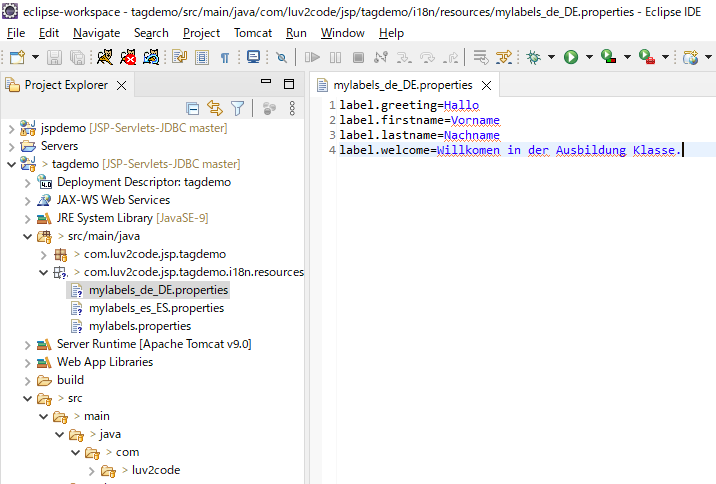 eclipse-workspace - tagdemo/src/main/java/com/luv2code/jsp/tagdemo/i18n/resources/mylabels_de_DE.properties - Eclipse IDE
File Edit Navigate Search Project Tomcat Run Window Help
Project Explorer
mylabels_de_DE.properties
jspdemo [JSP-Servlets-JDBC master]
Servers
> tagdemo [JSP-Servlets-JDBC master]
Deployment Descriptor: tagdemo
JAX-WS Web Services
JRE System Library [JavaSE-9]
> src/main/java
> com.luv2code.jsp.tagdemo
> com.luv2code.jsp.tagdemo.i18n.resources
mylabels_de_DE.properties
mylabels_es_ES.properties
mylabels.properties
Server Runtime [Apache Tomcat v9.0]
Web App Libraries
build
> src
> main
> java
> com
> luv2code
1 label.greeting=Hallo
2 label.firstname=Vorname
3 label.lastname=Nachname
4 label.welcome=Willkomen in der Ausbildung Klasse.